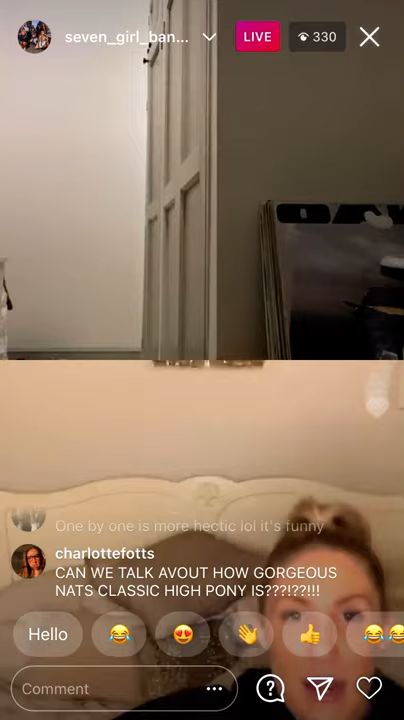 seven_girl_ban...
LIVE
330
One by one is more hectic lol it's funny
charlottefotts
CAN WE TALK AVOUT HOW GORGEOUS
NATS CLASSIC HIGH PONY IS???!??!!!
Hello
Comment